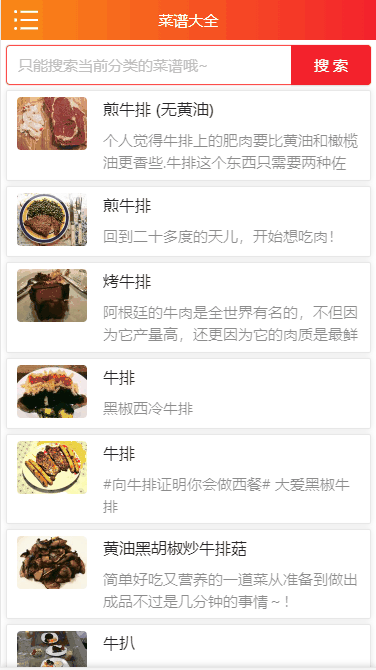 菜谱大全
只能搜索当前分类的菜谱哦~
搜 索
煎牛排 (无黄油)
个人觉得牛排上的肥肉要比黄油和橄榄
油更香些.牛排这个东西只需要两种佐
煎牛排
回到二十多度的天儿，开始想吃肉！
烤牛排
阿根廷的牛肉是全世界有名的，不但因
为它产量高，还更因为它的肉质是最鲜
牛排
黑椒西冷牛排
牛排
#向牛排证明你会做西餐# 大爱黑椒牛
排
黄油黑胡椒炒牛排菇
简单好吃又营养的一道菜从准备到做出
成品不过是几分钟的事情～！
牛扒